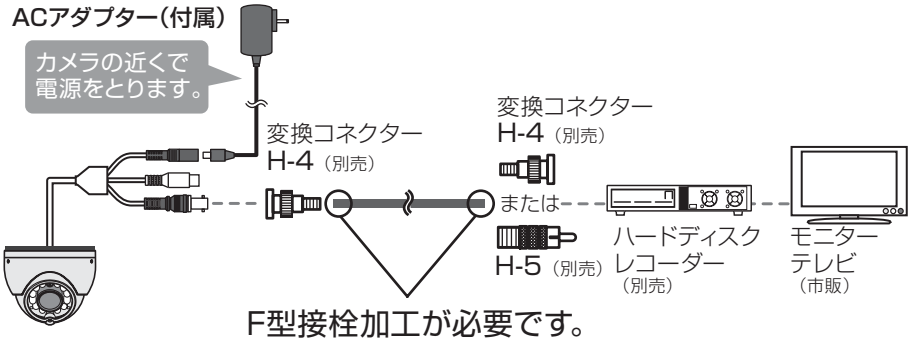 ACアダプター(付属)
カメラの近くで
電源をとります。
変換コネクター
H-4(別売)
変換コネクター
H-4(別売)
または
H-5(別売)
ハードディスク
レコーダー
(別売)
モニター
テレビ
(市販)
F型接栓加工が必要です。